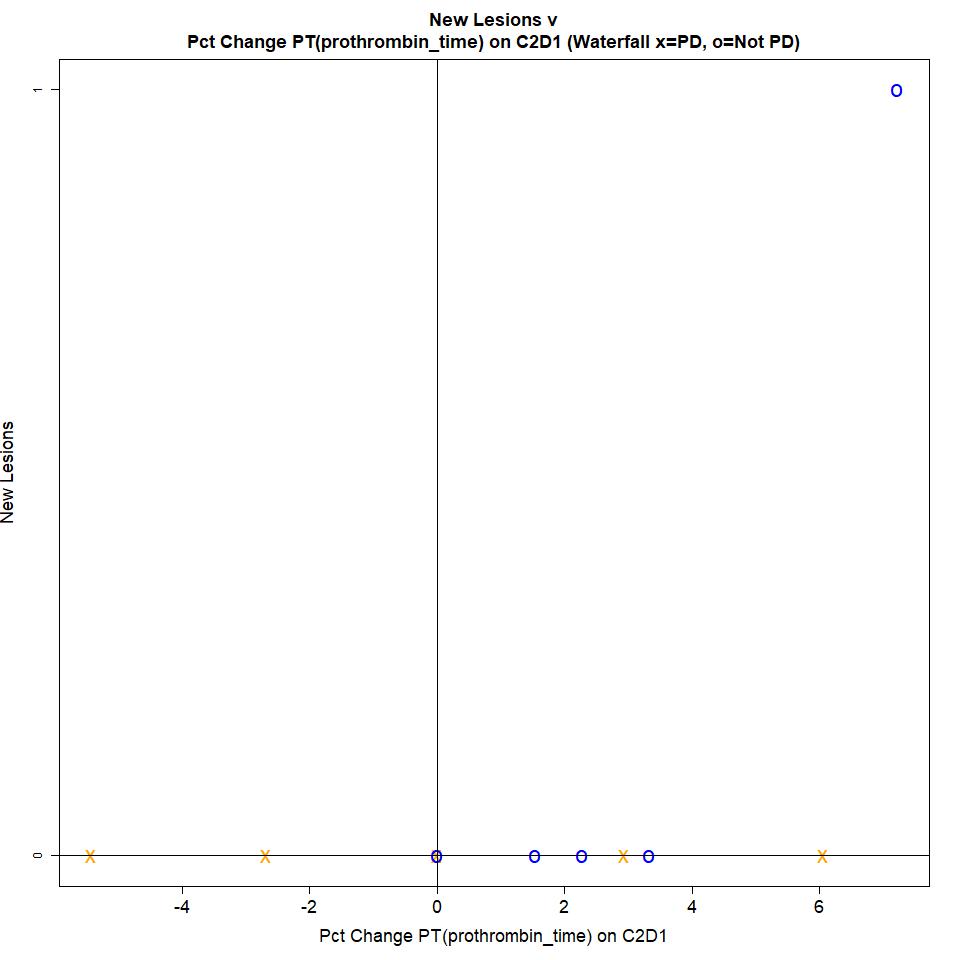 New Lesions v
Pct Change PT(prothrombin_time) on C2D1 (Waterfall x=PD, o=Not PD)
1
New Lesions
0
-4 -2 0 2 4 6
Pct Change PT(prothrombin_time) on C2D1